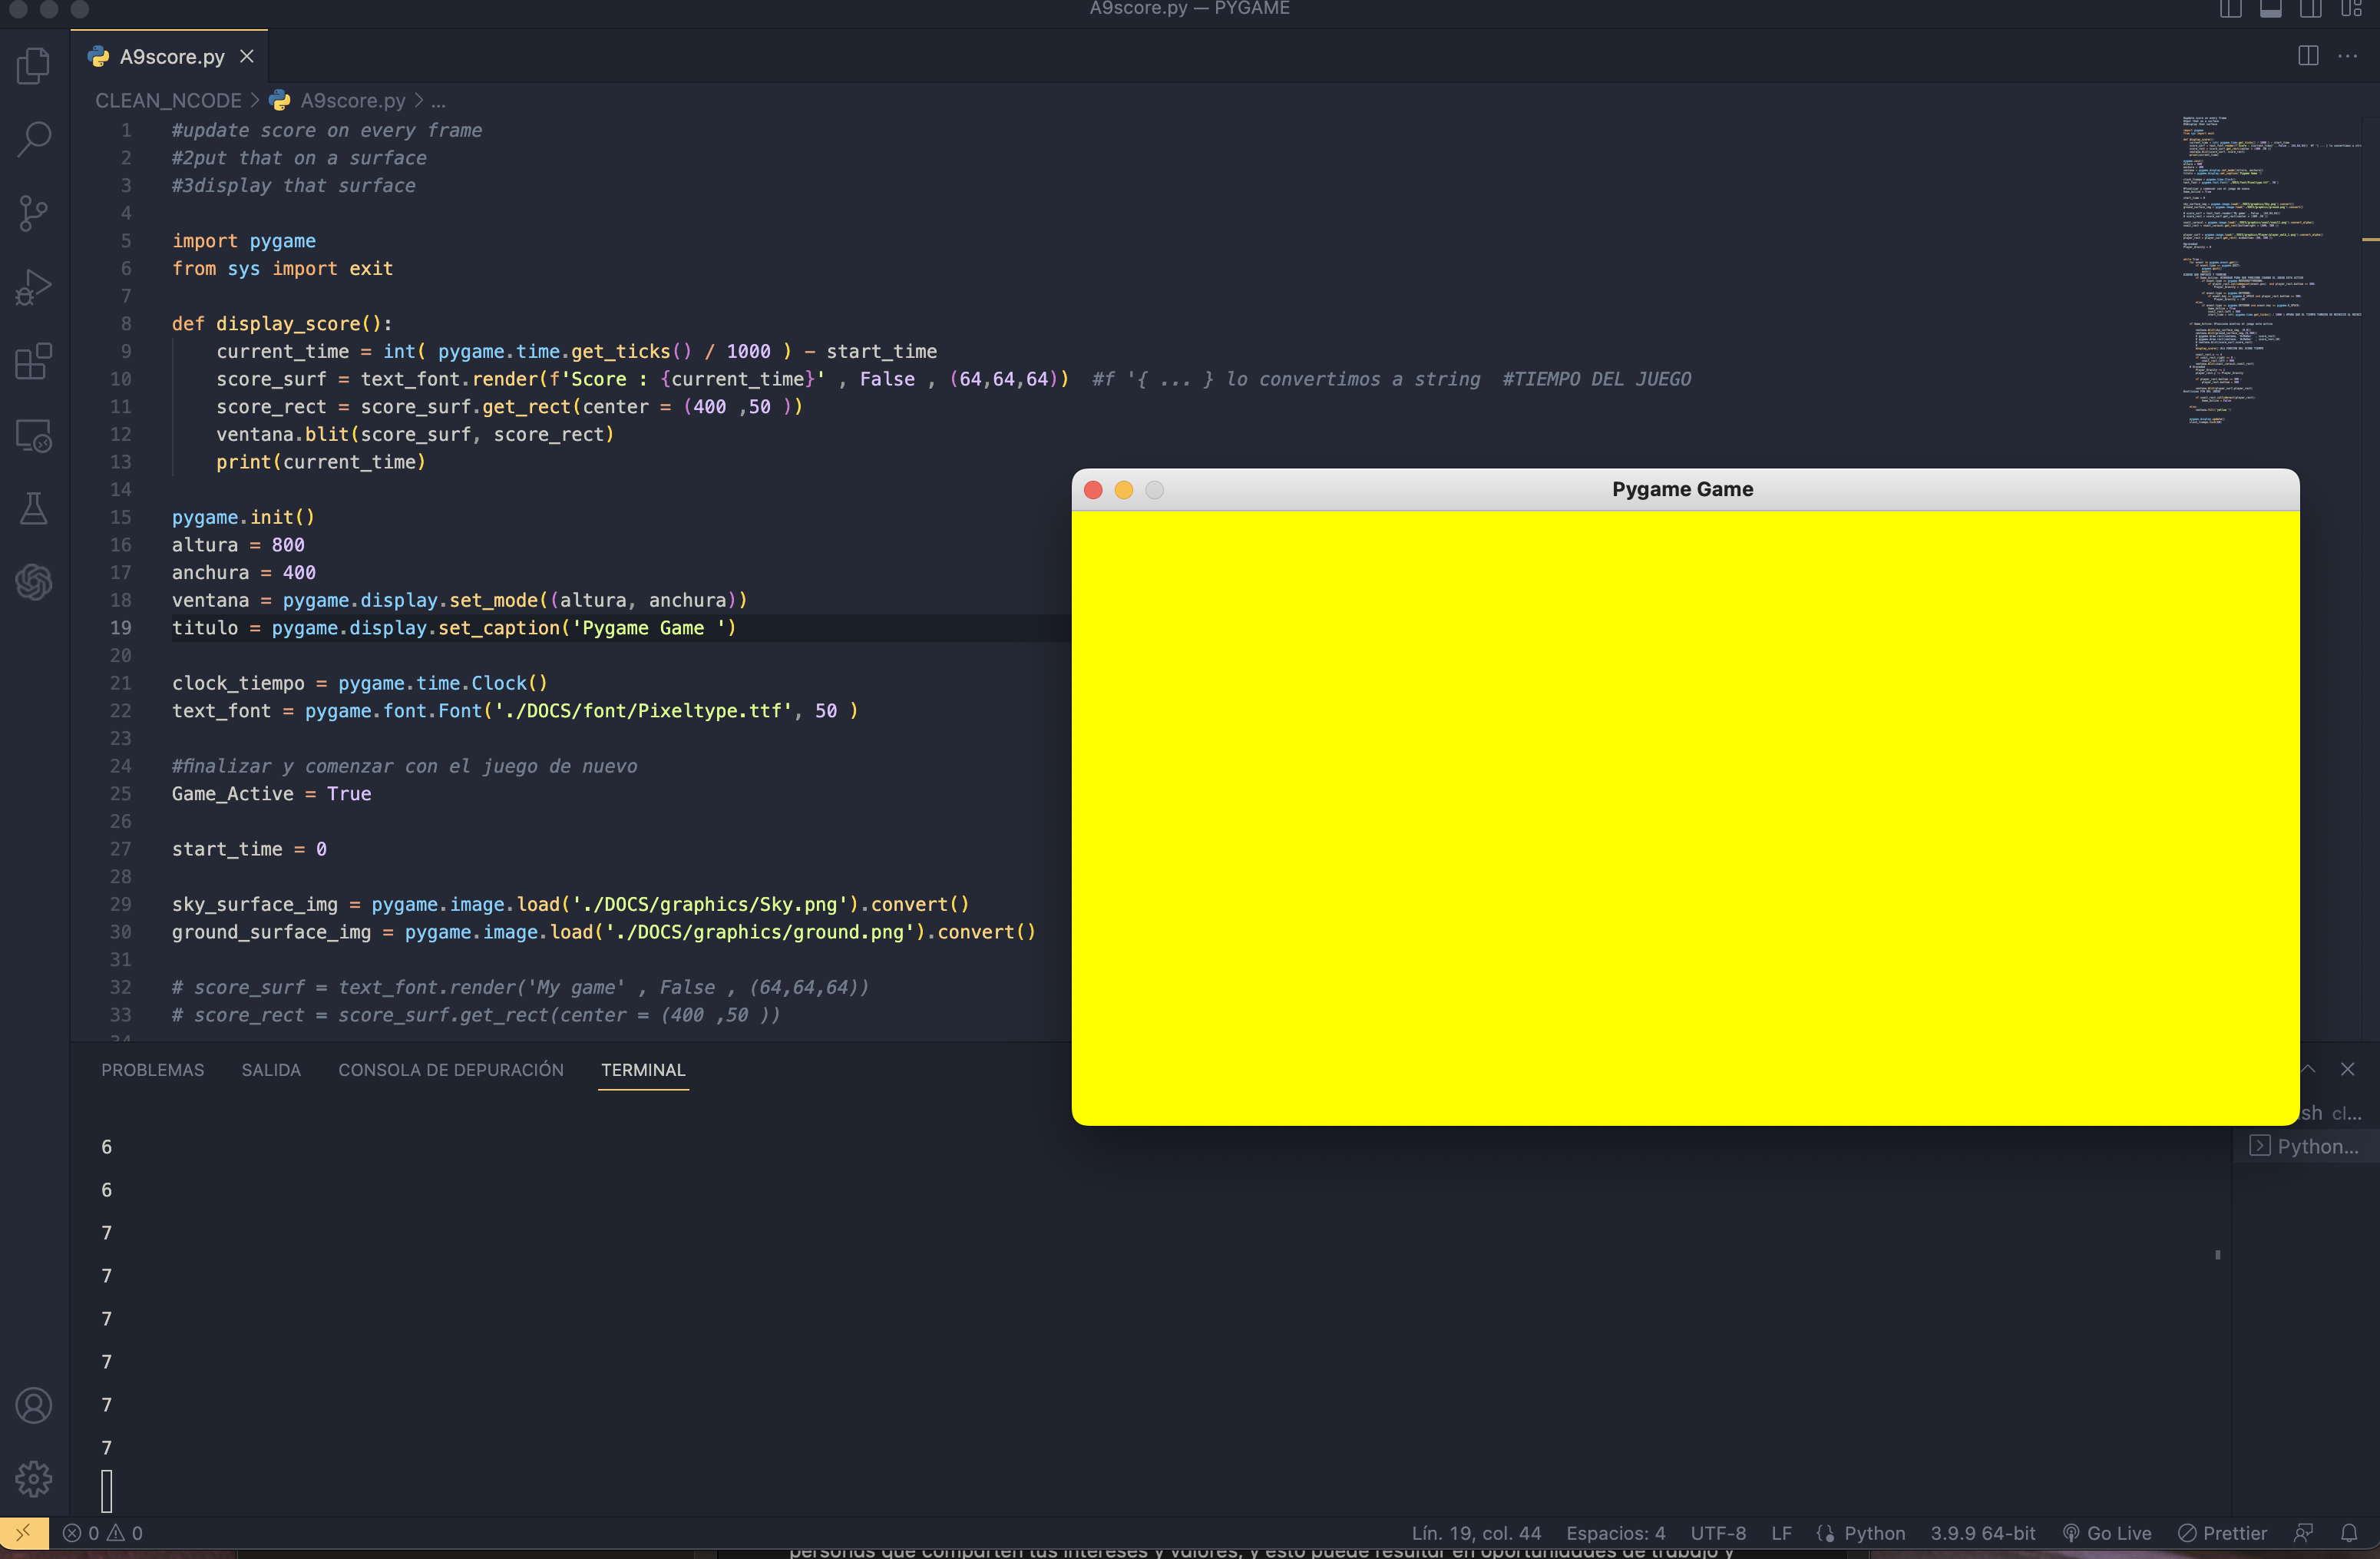 A9score.py — PYGAME
A9score.py
CLEAN_NCODE > A9score.py > ...
1 #update score on every frame
2 #2put that on a surface
3 #3display that surface
4
5 import pygame
6 from sys import exit
7
8 def display_score():
9 current_time = int( pygame.time.get_ticks() / 1000 ) - start_time
10 score_surf = text_font.render(f'Score : {current_time}' , False , (64,64,64)) #f '{ ... } lo convertimos a string #TIEMPO DEL JUEGO
11 score_rect = score_surf.get_rect(center = (400 ,50 ))
12 ventana.blit(score_surf, score_rect)
13 print(current_time)
14
15 pygame.init()
16 altura = 800
17 anchura = 400
18 ventana = pygame.display.set_mode((altura, anchura))
19 titulo = pygame.display.set_caption('Pygame Game ')
20
21 clock_tiempo = pygame.time.Clock()
22 text_font = pygame.font.Font('./DOCS/font/Pixeltype.ttf', 50 )
23
24 #finalizar y comenzar con el juego de nuevo
25 Game_Active = True
26
27 start_time = 0
28
29 sky_surface_img = pygame.image.load('./DOCS/graphics/Sky.png').convert()
30 ground_surface_img = pygame.image.load('./DOCS/graphics/ground.png').convert()
31
32 # score_surf = text_font.render('My game' , False , (64,64,64))
33 # score_rect = score_surf.get_rect(center = (400 ,50 ))
34
Pygame Game
PROBLEMAS SALIDA CONSOLA DE DEPURACIÓN TERMINAL
sh cl...
Python...
6
6
7
7
7
7
7
7
0 0 Lín. 19, col. 44 Espacios: 4 UTF-8 LF Python 3.9.9 64-bit Go Live Prettier
personas que comparten tus intereses y valores, y esto puede resultar en oportunidades de trabajo y